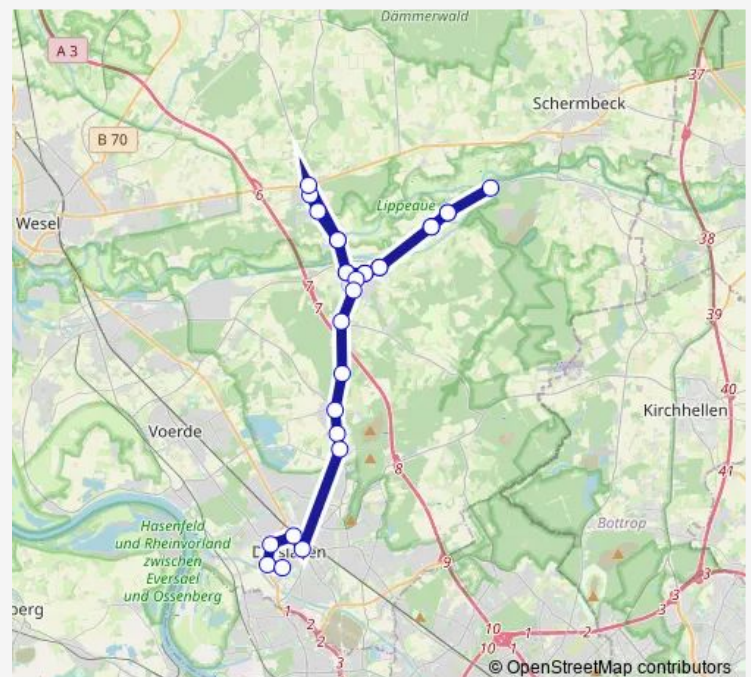 Dämmerwald
A 3
37
Schermbeck
B 70
6
Lippeaue
Wesel
38
7
7
39
40
Kirchhellen
Voerde
41
8
Hasenfeld
und Rheinvorland
zwischen
Eversael
und Ossenberg
Bottrop
9
3
3
3
berg
1
2
2
3
10
10
1
1
2
© OpenStreetMap contributors